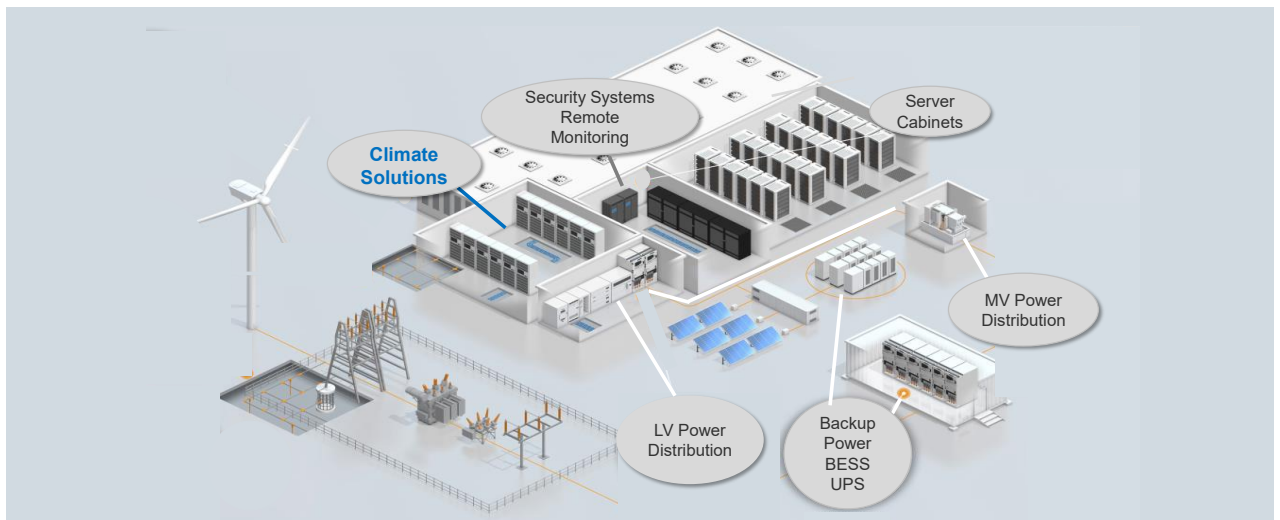 Security Systems
Remote
Monitoring
Server
Cabinets
Climate
Solutions
MV Power
Distribution
LV Power
Distribution
Backup
Power
BESS
UPS